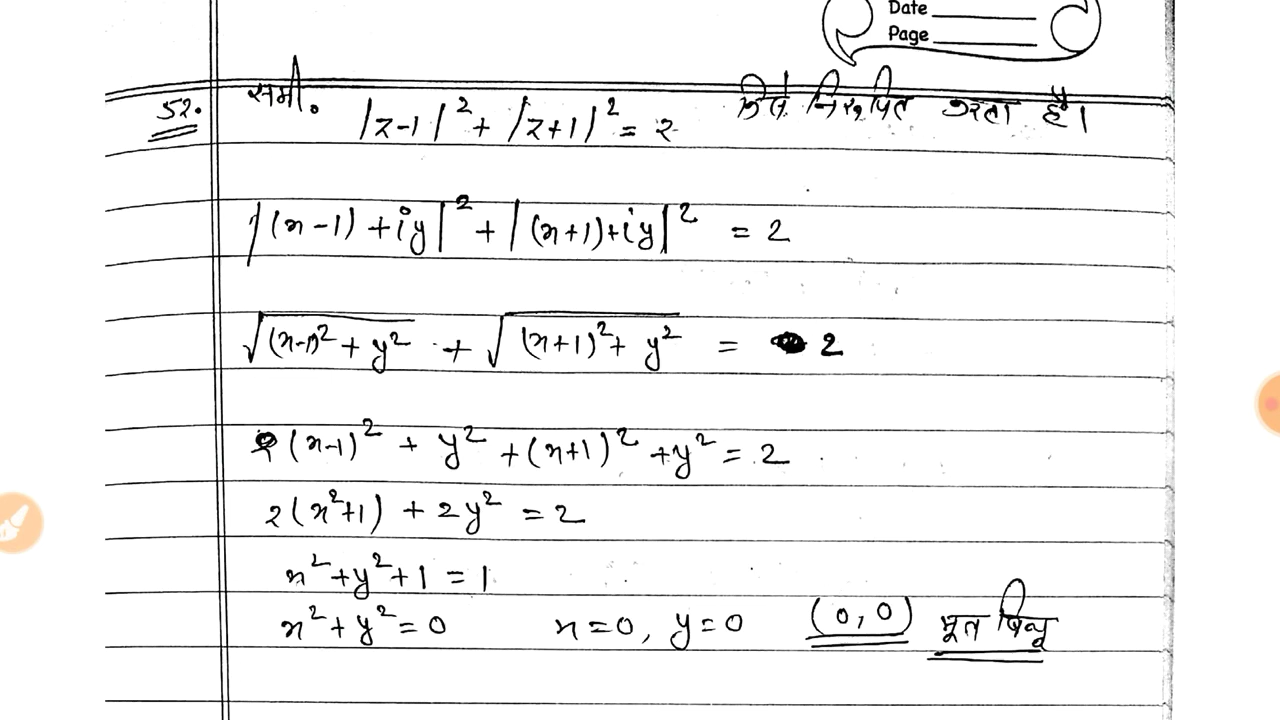 Date
Page
52. समी. |z-1|² + |z+1|² = 2 किसे निरूपित करता है।
|(x-1) + iy|² + |(x+1)+iy|² = 2
√(x-1)² + y² + √(x+1)² + y² = 2
(x-1)² + y² + (x+1)² + y² = 2
2(x²+1) + 2y² = 2
x² + y² + 1 = 1
x² + y² = 0 x=0, y=0 (0,0) मूल बिन्दू